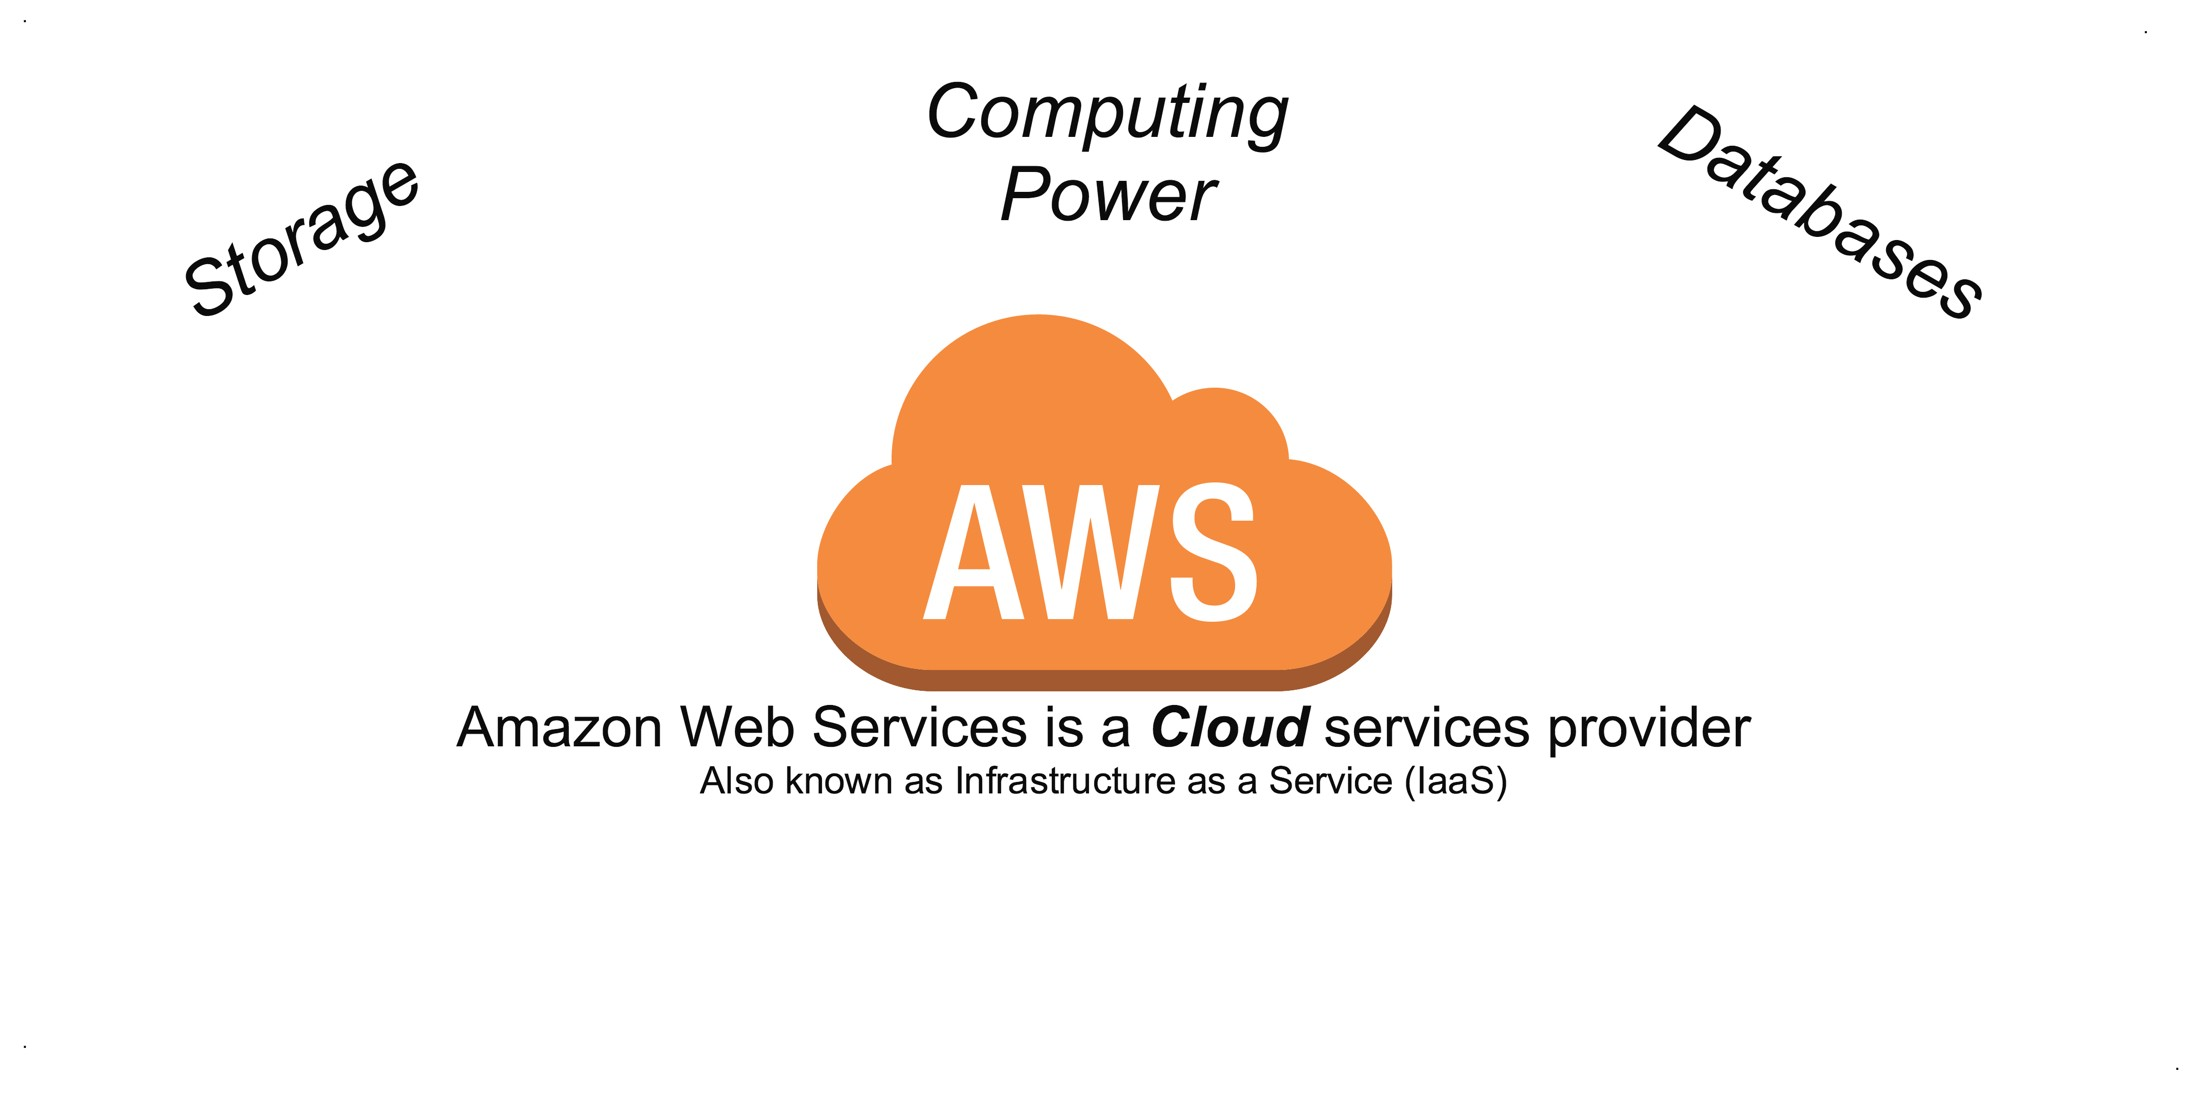 Storage
Computing
Power
Databases
AWS
Amazon Web Services is a Cloud services provider
Also known as Infrastructure as a Service (IaaS)